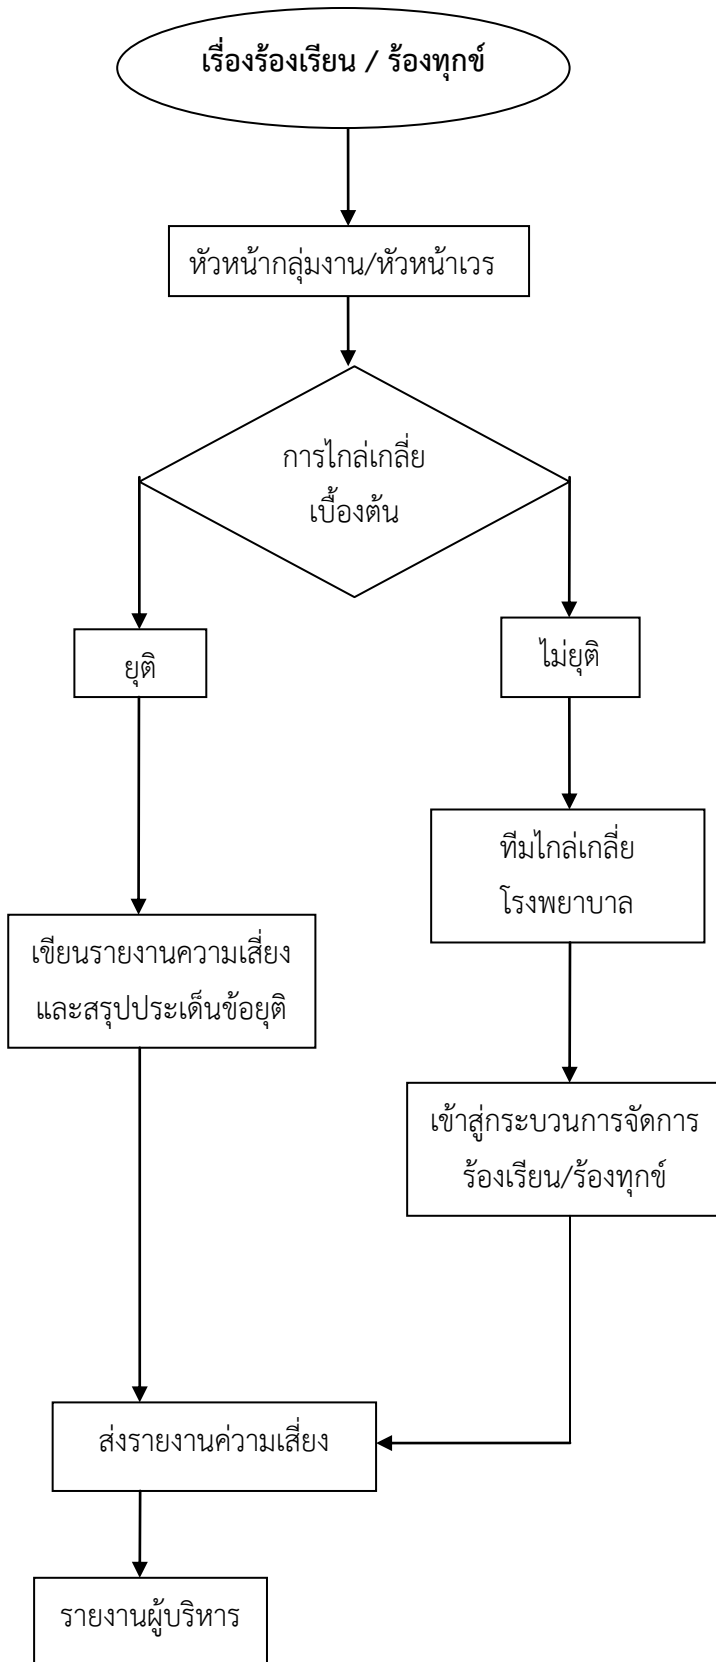 เรื่องร้องเรียน / ร้องทุกข์
หัวหน้ากลุ่มงาน/หัวหน้าเวร
การไกล่เกลี่ย
เบื้องต้น
ยุติ
ไม่ยุติ
ทีมไกล่เกลี่ย
โรงพยาบาล
เขียนรายงานความเสี่ยง
และสรุปประเด็นข้อยุติ
เข้าสู่กระบวนการจัดการ
ร้องเรียน/ร้องทุกข์
ส่งรายงานค่วามเสี่ยง
รายงานผู้บริหาร